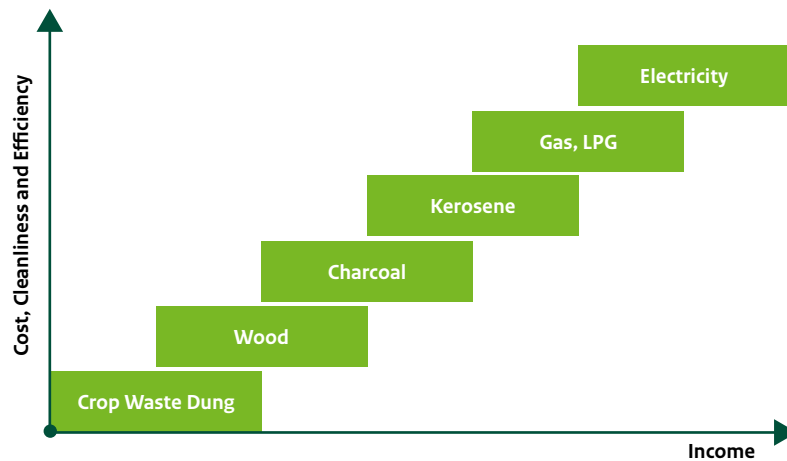 Cost, Cleanliness and Efficiency
Electricity
Gas, LPG
Kerosene
Charcoal
Wood
Crop Waste Dung
Income